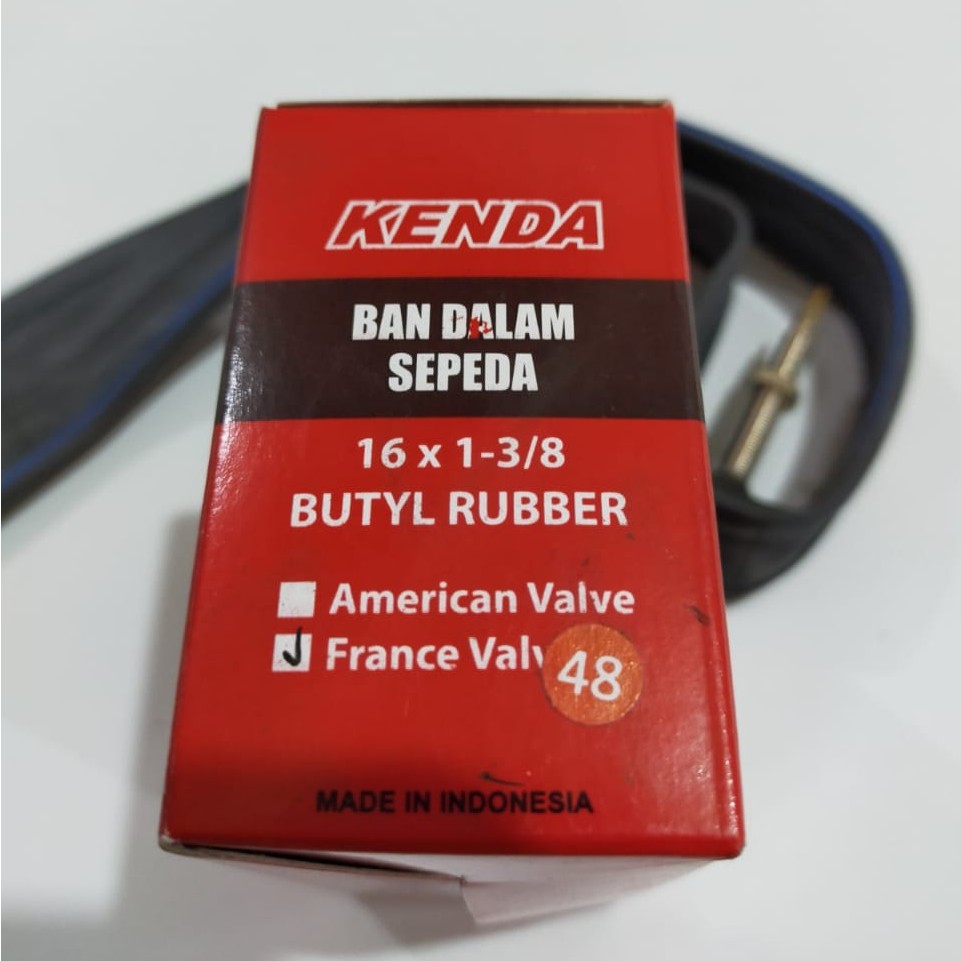 KENDA
BAN DALAM
SEPEDA
16 x 1-3/8
BUTYL RUBBER
American Valve
France Valv
48
MADE IN INDONESIA